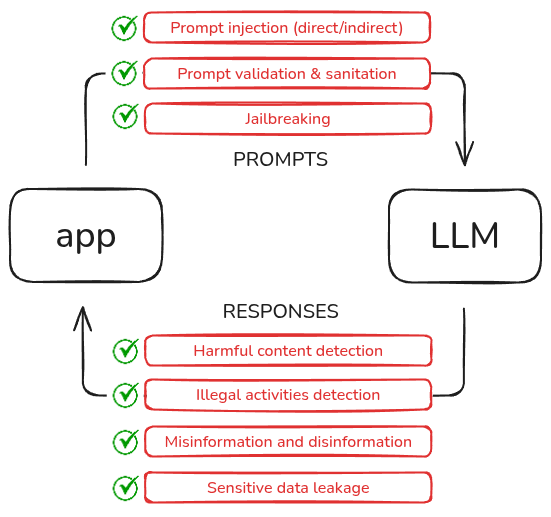 Prompt injection (direct/indirect)
Prompt validation & sanitation
Jailbreaking
PROMPTS
app
LLM
RESPONSES
Harmful content detection
Illegal activities detection
Misinformation and disinformation
Sensitive data leakage